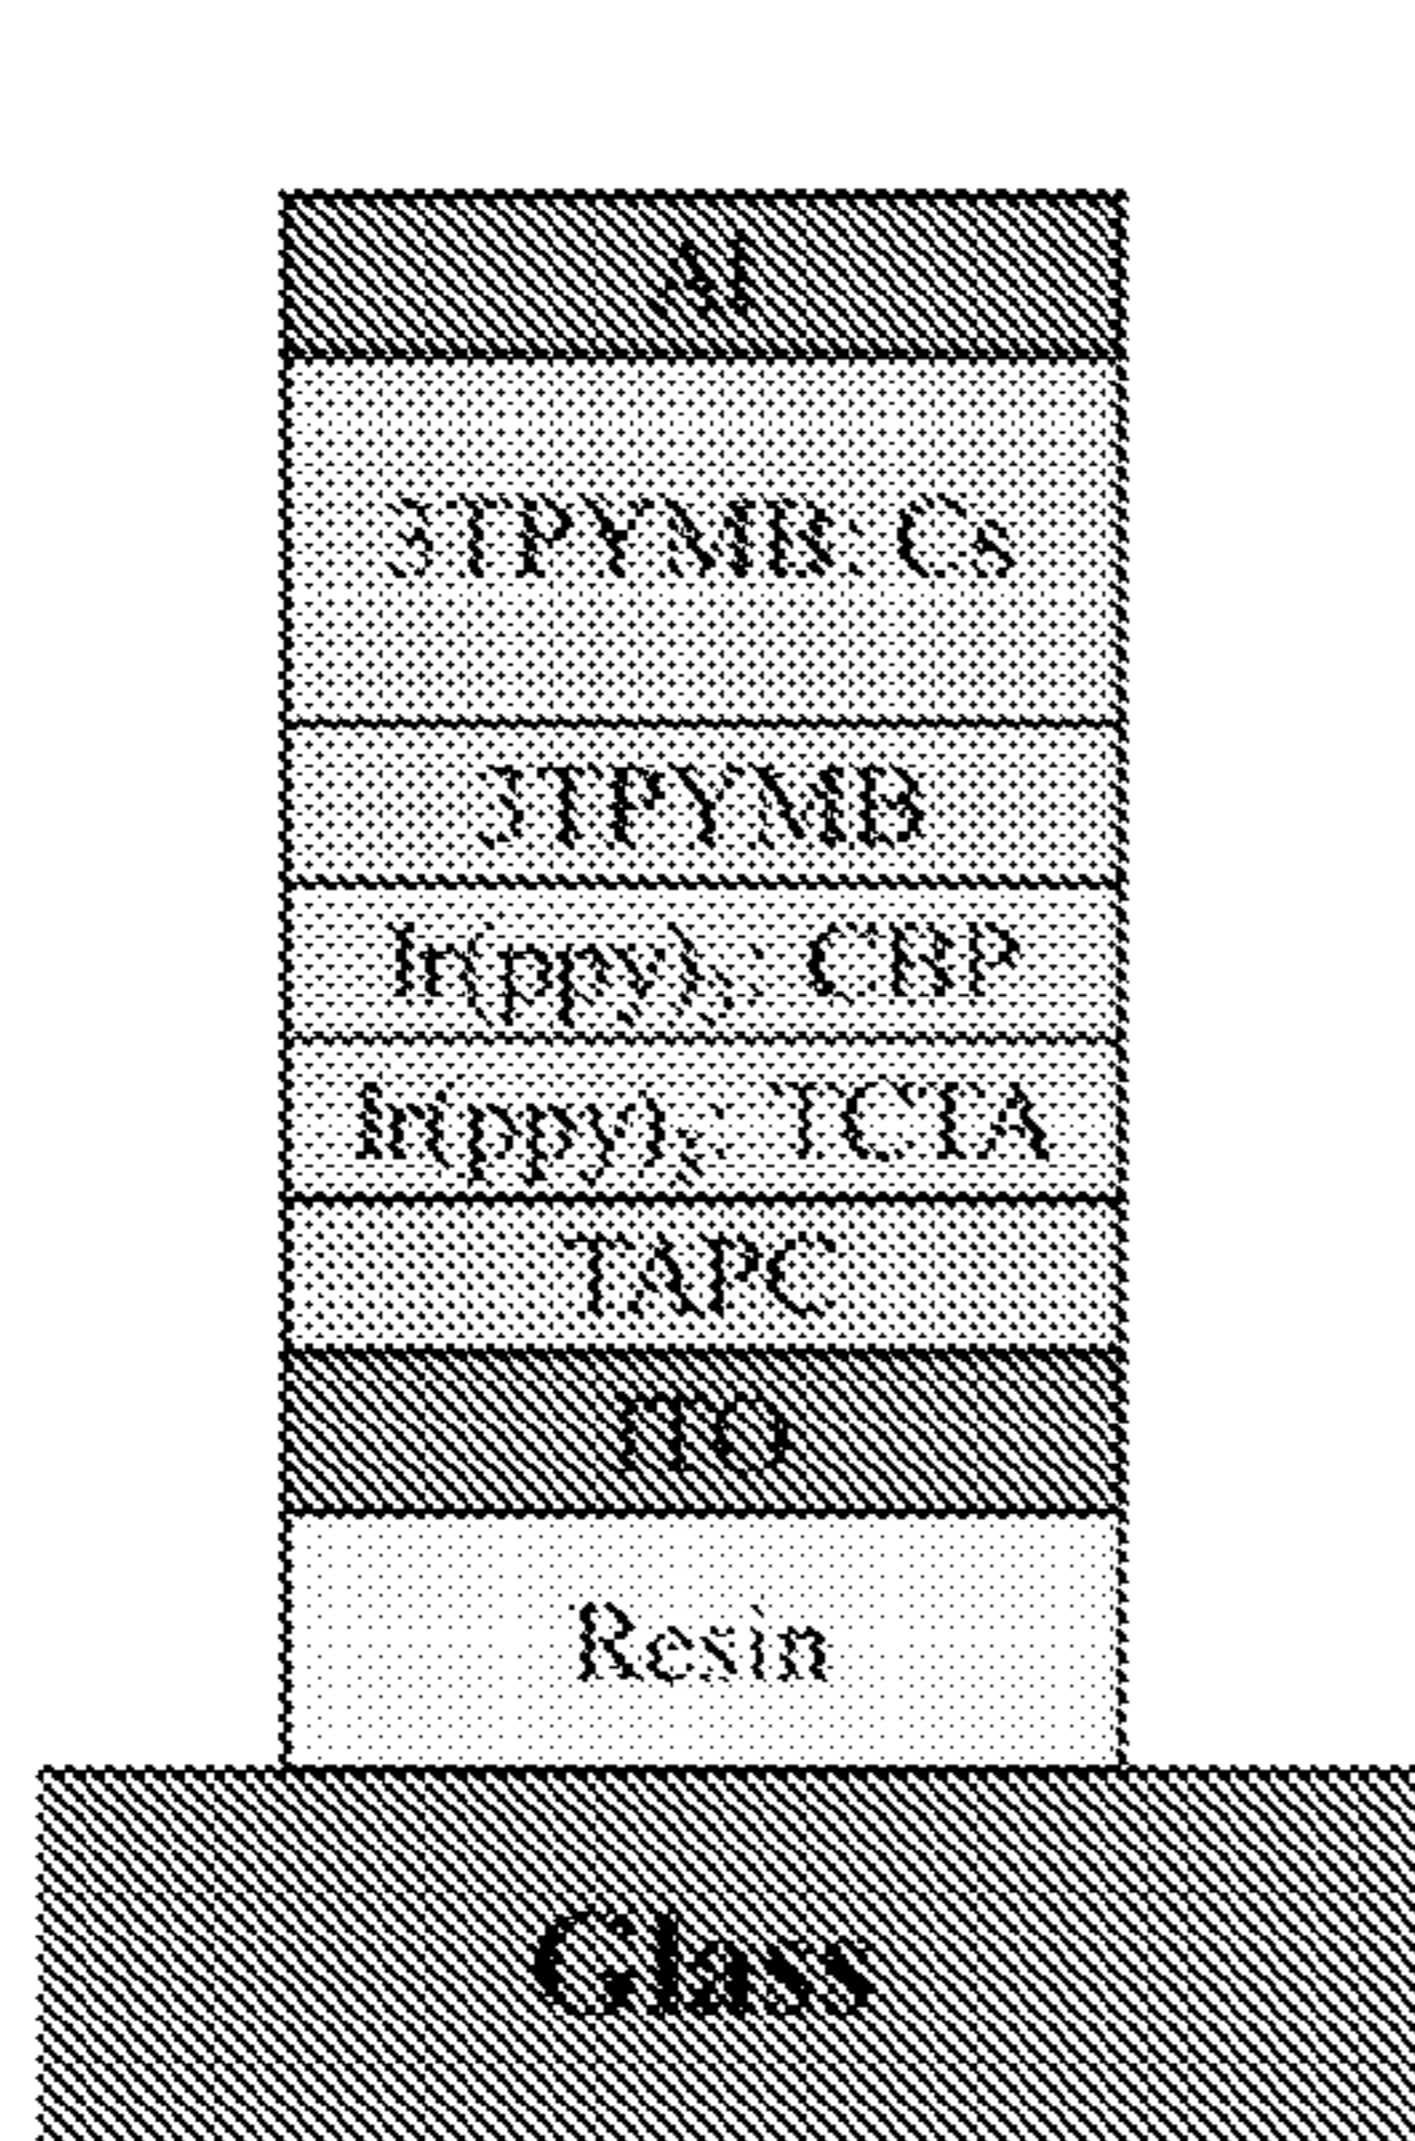 Al
3TPYMB: Cs
3TPYMB
Ir(ppy)₃: CBP
Ir(ppy)₃: TCTA
TAPC
ITO
Resin
Glass